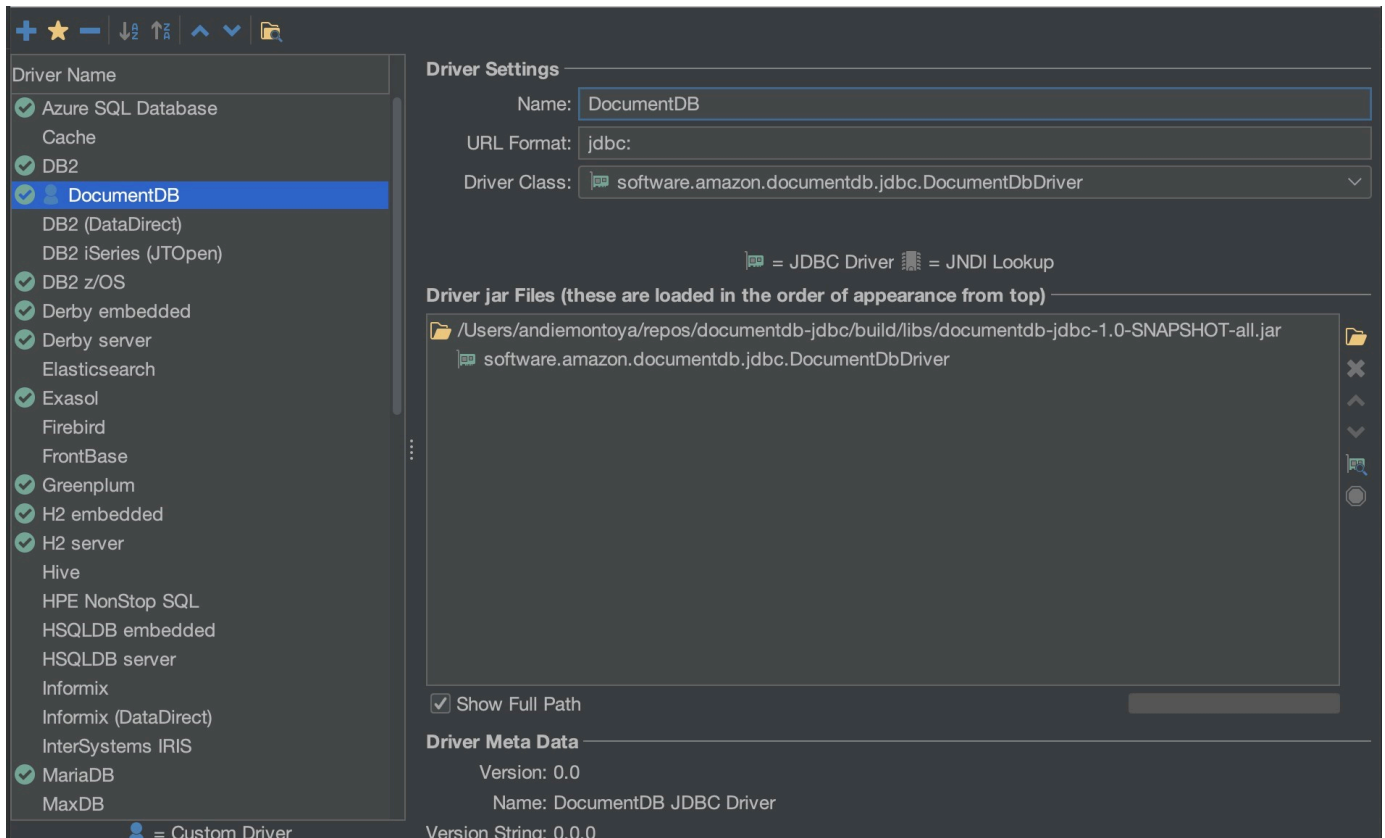 Driver Name
Azure SQL Database
Cache
DB2
DocumentDB
DB2 (DataDirect)
DB2 iSeries (JTOpen)
DB2 z/OS
Derby embedded
Derby server
Elasticsearch
Exasol
Firebird
FrontBase
Greenplum
H2 embedded
H2 server
Hive
HPE NonStop SQL
HSQLDB embedded
HSQLDB server
Informix
Informix (DataDirect)
InterSystems IRIS
MariaDB
MaxDB
= Custom Driver
Driver Settings
Name: DocumentDB
URL Format: jdbc:
Driver Class: software.amazon.documentdb.jdbc.DocumentDbDriver
= JDBC Driver = JNDI Lookup
Driver jar Files (these are loaded in the order of appearance from top)
/Users/andiemontoya/repos/documentdb-jdbc/build/libs/documentdb-jdbc-1.0-SNAPSHOT-all.jar
software.amazon.documentdb.jdbc.DocumentDbDriver
Show Full Path
Driver Meta Data
Version: 0.0
Name: DocumentDB JDBC Driver
Version String: 0.0.0